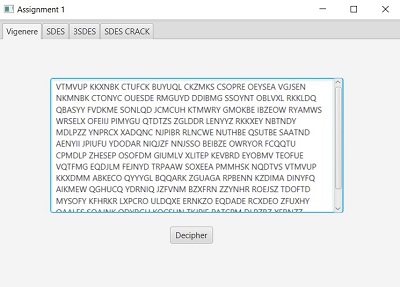 Assignment 1
Vigenere SDES 3SDES SDES CRACK
VTMVUP KKXNBK CTUFCK BUYUQL CKZMKS CSOPRE OEYSEA VGJSEN
NKMNBK CTONYC OUESDE RMGUYD DDIBMG SSOYNT OBLVXL RKKLDQ
QBASYY FVDKME SONLQD JCMCUH KTMWRY GMOKBE IBZEOW RYAMWS
WRSELX OFEIIJ PIMYGU QTDTZS ZGLDDR LENYYZ RKKXEY NBTNDY
MDLPZZ YNPRCX XADQNC NJPIBR RLNCWE NUTHBE QSUTBE SAATND
AENYII JPIUFU YDODAR NIQJZF NNJSSO BEIBZE OWRYOR FCQQTU
CPMDLP ZHESEP OSOFDM GIUMLV XLITEP KEVBRD EYOBMV TEOFUE
VQTFMG EQDJLM FEJNYD TRPAAW SOXEEA PMMHSK NQDTVS VTMVUP
KKXDMM ABKECO QYYYGL BQQARK ZGUAGA RPBENN KZDIMA DINYFQ
AIKMEW QGHUCQ YDRNIQ JZFVNM BZXFRN ZZYNHR ROEJSZ TDOFTD
MYSOFY KFHRKR LXPCRO ULDQXE ERNKZO EQDADE RCXDEO ZFUXHY
Decipher